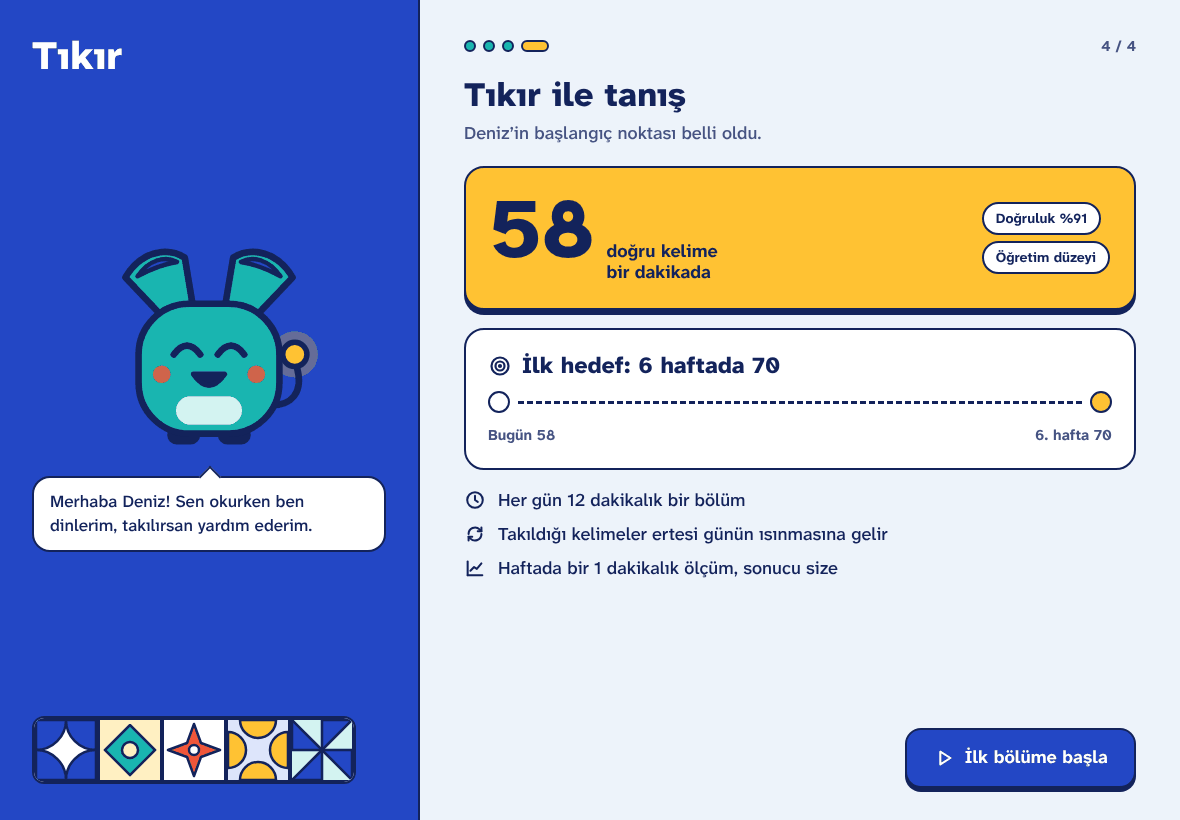 Tıkır
Merhaba Deniz! Sen okurken ben
dinlerim, takılırsan yardım ederim.
4 / 4
Tıkır ile tanış
Deniz’in başlangıç noktası belli oldu.
58
doğru kelime
bir dakikada
Doğruluk %91
Öğretim düzeyi
İlk hedef: 6 haftada 70
Bugün 58
6. hafta 70
Her gün 12 dakikalık bir bölüm
Takıldığı kelimeler ertesi günün ısınmasına gelir
Haftada bir 1 dakikalık ölçüm, sonucu size
İlk bölüme başla